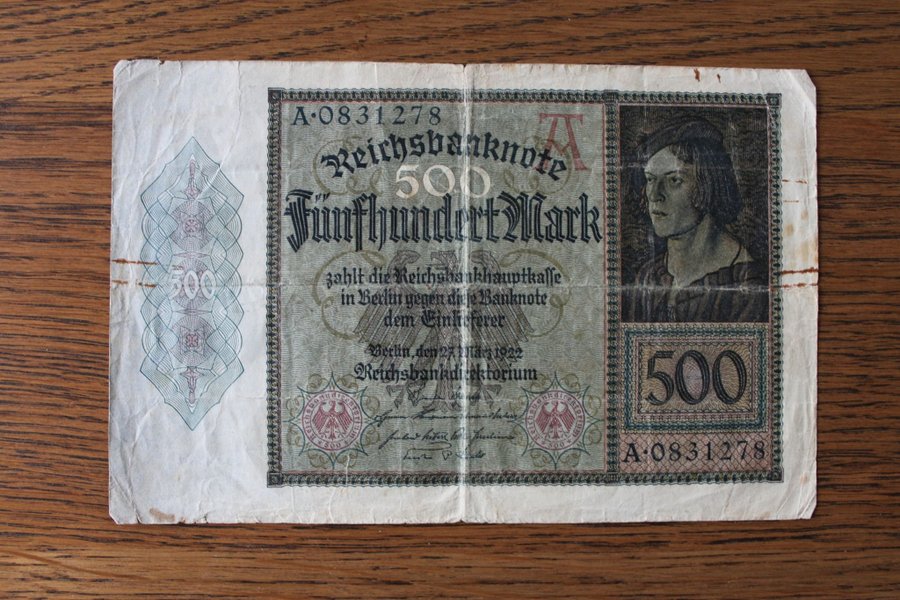 A·0831278
Reichsbanknote
500
Fünfhundert Mark
zahlt die Reichsbankhauptkasse
in Berlin gegen diese Banknote
dem Einlieferer
Berlin, den 27. März 1922
Reichsbankdirektorium
500
500
A·0831278